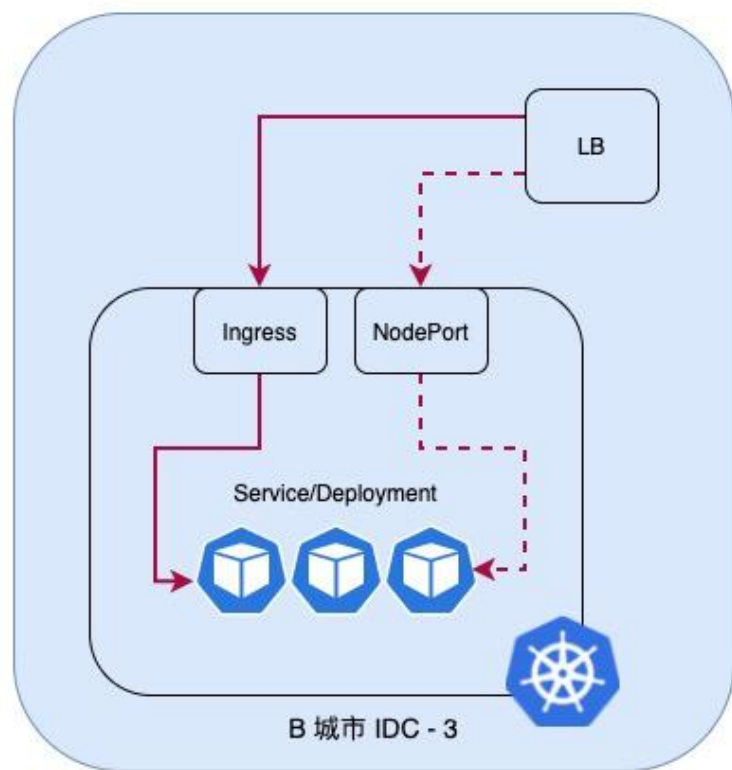 LB
Ingress
NodePort
Service/Deployment
B 城市 IDC - 3